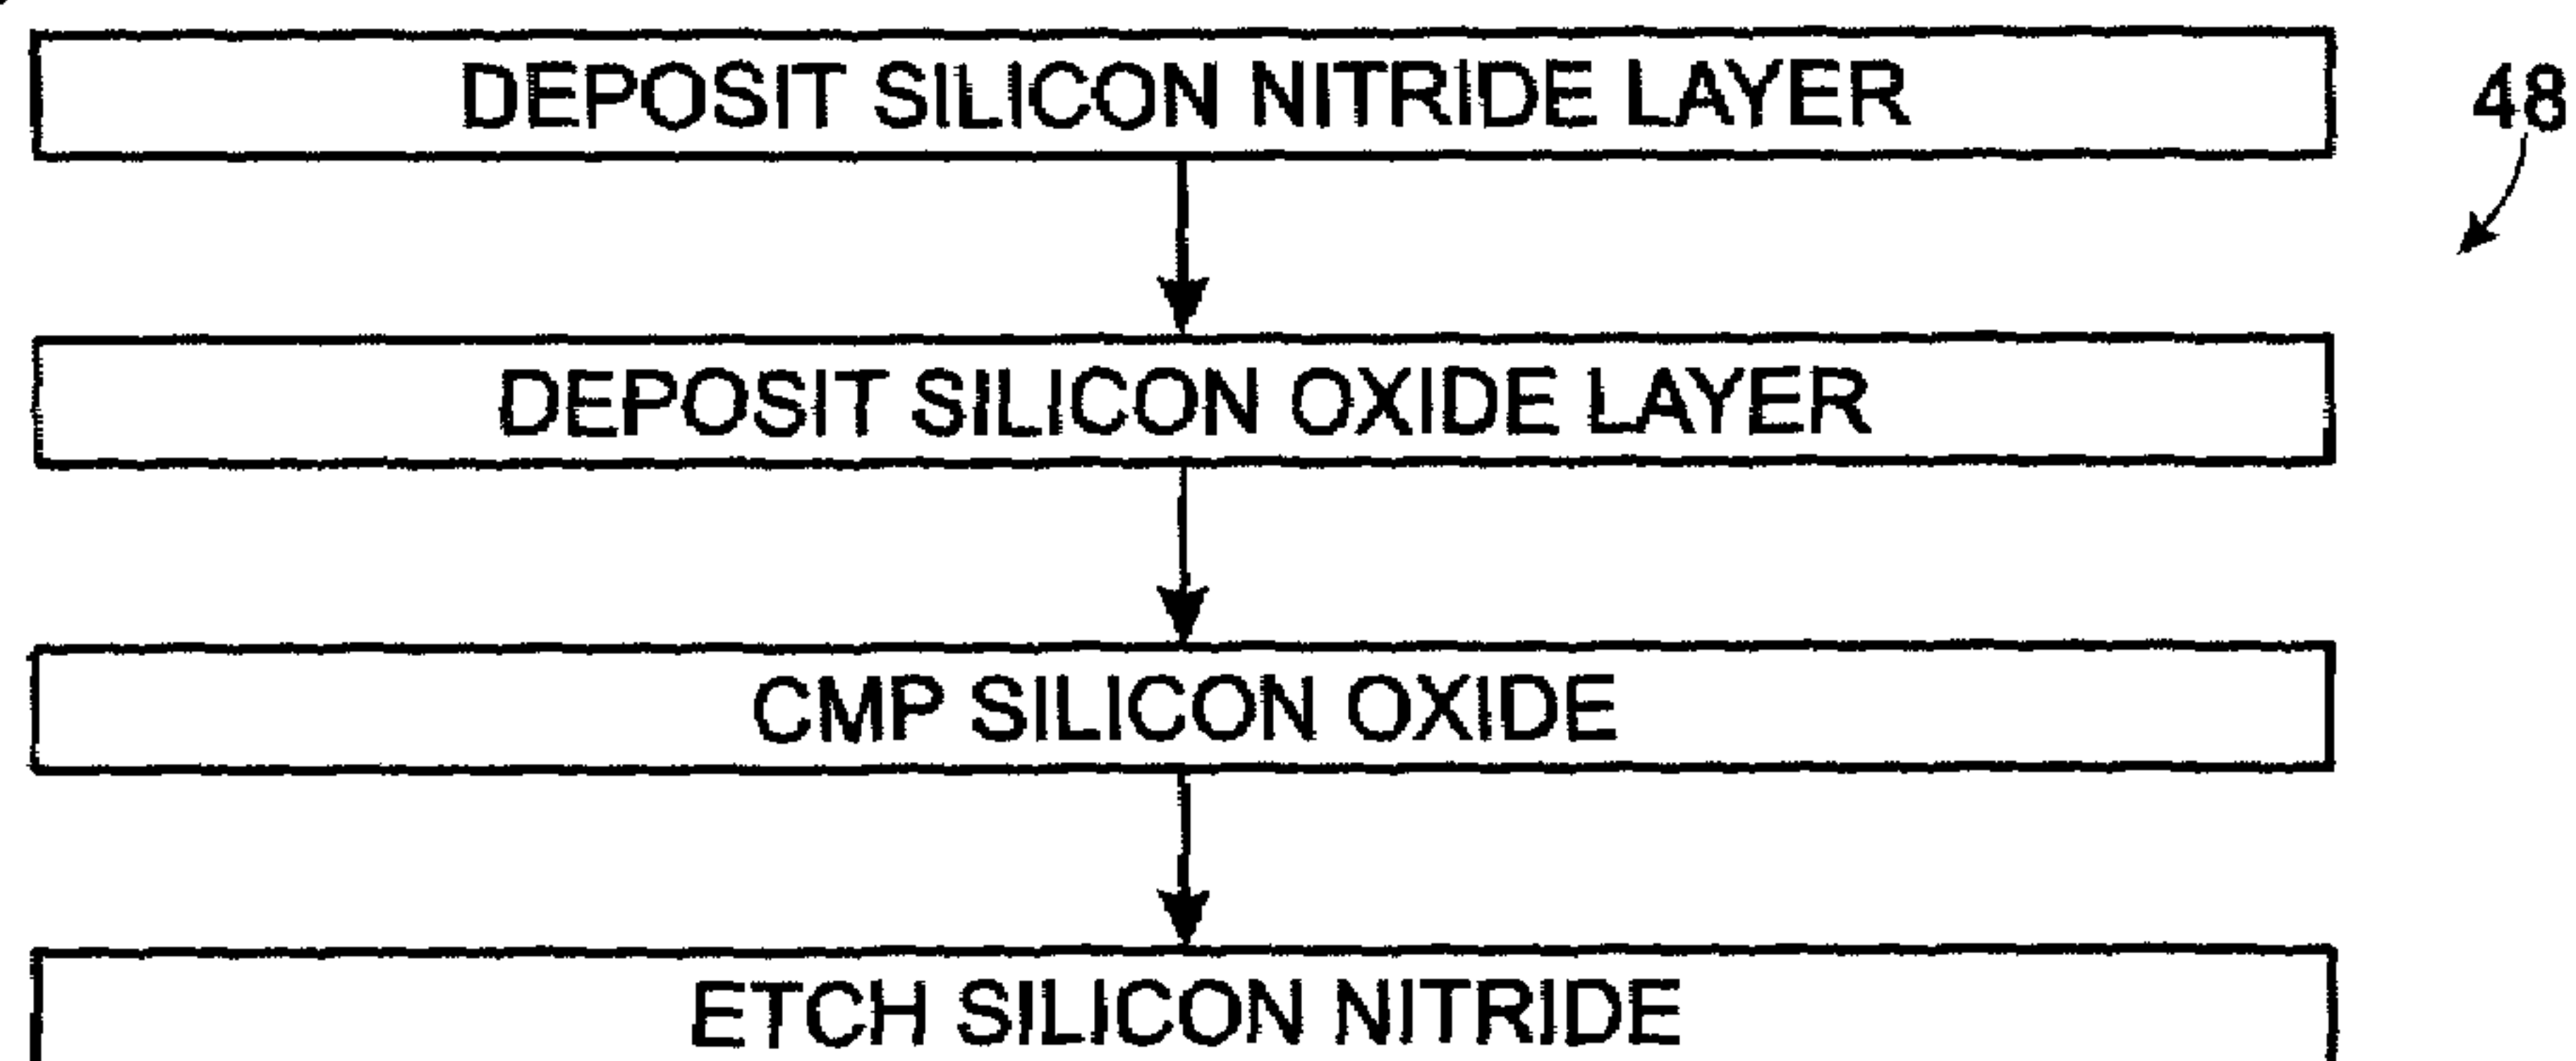 DEPOSIT SILICON NITRIDE LAYER
48
DEPOSIT SILICON OXIDE LAYER
CMP SILICON OXIDE
ETCH SILICON NITRIDE